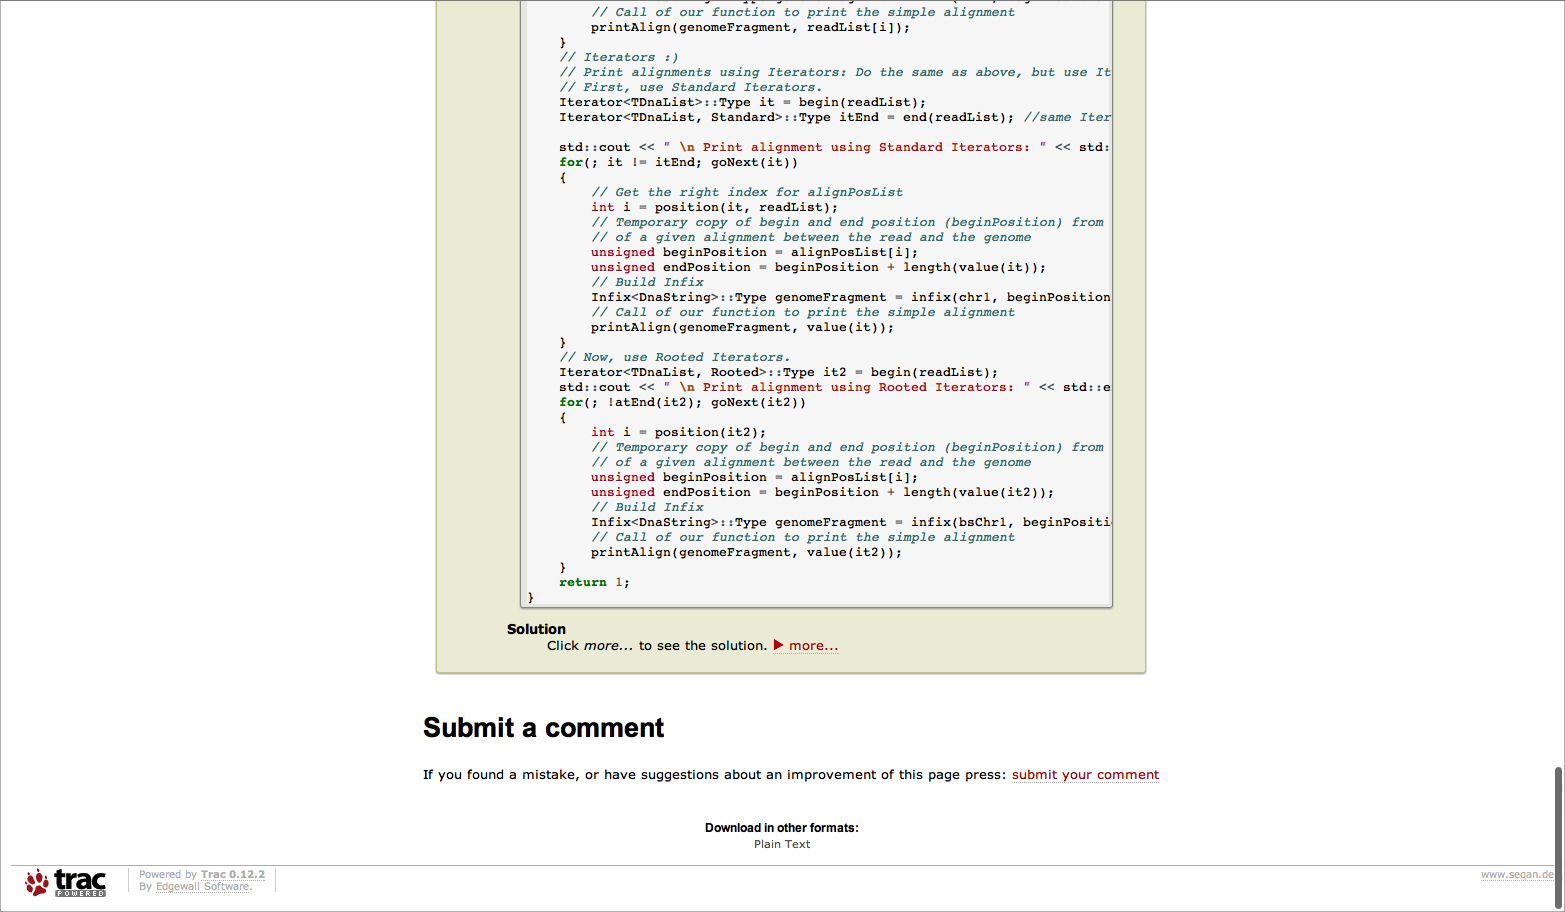 // Call of our function to print the simple alignment
printAlign(genomeFragment, readList[i]);
}
// Iterators :)
// Print alignments using Iterators: Do the same as above, but use It
// First, use Standard Iterators.
Iterator<TDnaList>::Type it = begin(readList);
Iterator<TDnaList, Standard>::Type itEnd = end(readList); //same Iter
std::cout << " \n Print alignment using Standard Iterators: " << std:
for(; it != itEnd; goNext(it))
{
// Get the right index for alignPosList
int i = position(it, readList);
// Temporary copy of begin and end position (beginPosition) from
// of a given alignment between the read and the genome
unsigned beginPosition = alignPosList[i];
unsigned endPosition = beginPosition + length(value(it));
// Build Infix
Infix<DnaString>::Type genomeFragment = infix(chr1, beginPosition
// Call of our function to print the simple alignment
printAlign(genomeFragment, value(it));
}
// Now, use Rooted Iterators.
Iterator<TDnaList, Rooted>::Type it2 = begin(readList);
std::cout << " \n Print alignment using Rooted Iterators: " << std::e
for(; !atEnd(it2); goNext(it2))
{
int i = position(it2);
// Temporary copy of begin and end position (beginPosition) from
// of a given alignment between the read and the genome
unsigned beginPosition = alignPosList[i];
unsigned endPosition = beginPosition + length(value(it2));
// Build Infix
Infix<DnaString>::Type genomeFragment = infix(bsChr1, beginPositi
// Call of our function to print the simple alignment
printAlign(genomeFragment, value(it2));
}
return 1;
}
Solution
Click more... to see the solution. ▶ more...
Submit a comment
If you found a mistake, or have suggestions about an improvement of this page press: submit your comment
Download in other formats:
Plain Text
trac
POWERED
Powered by Trac 0.12.2
By Edgewall Software.
www.seqan.de